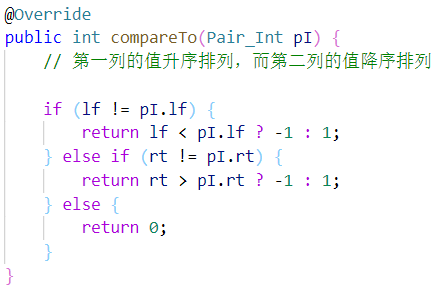 @Override
public int compareTo(Pair_Int pI) {
    // 第一列的值升序排列，而第二列的值降序排列

    if (lf != pI.lf) {
        return lf < pI.lf ? -1 : 1;
    } else if (rt != pI.rt) {
        return rt > pI.rt ? -1 : 1;
    } else {
        return 0;
    }
}